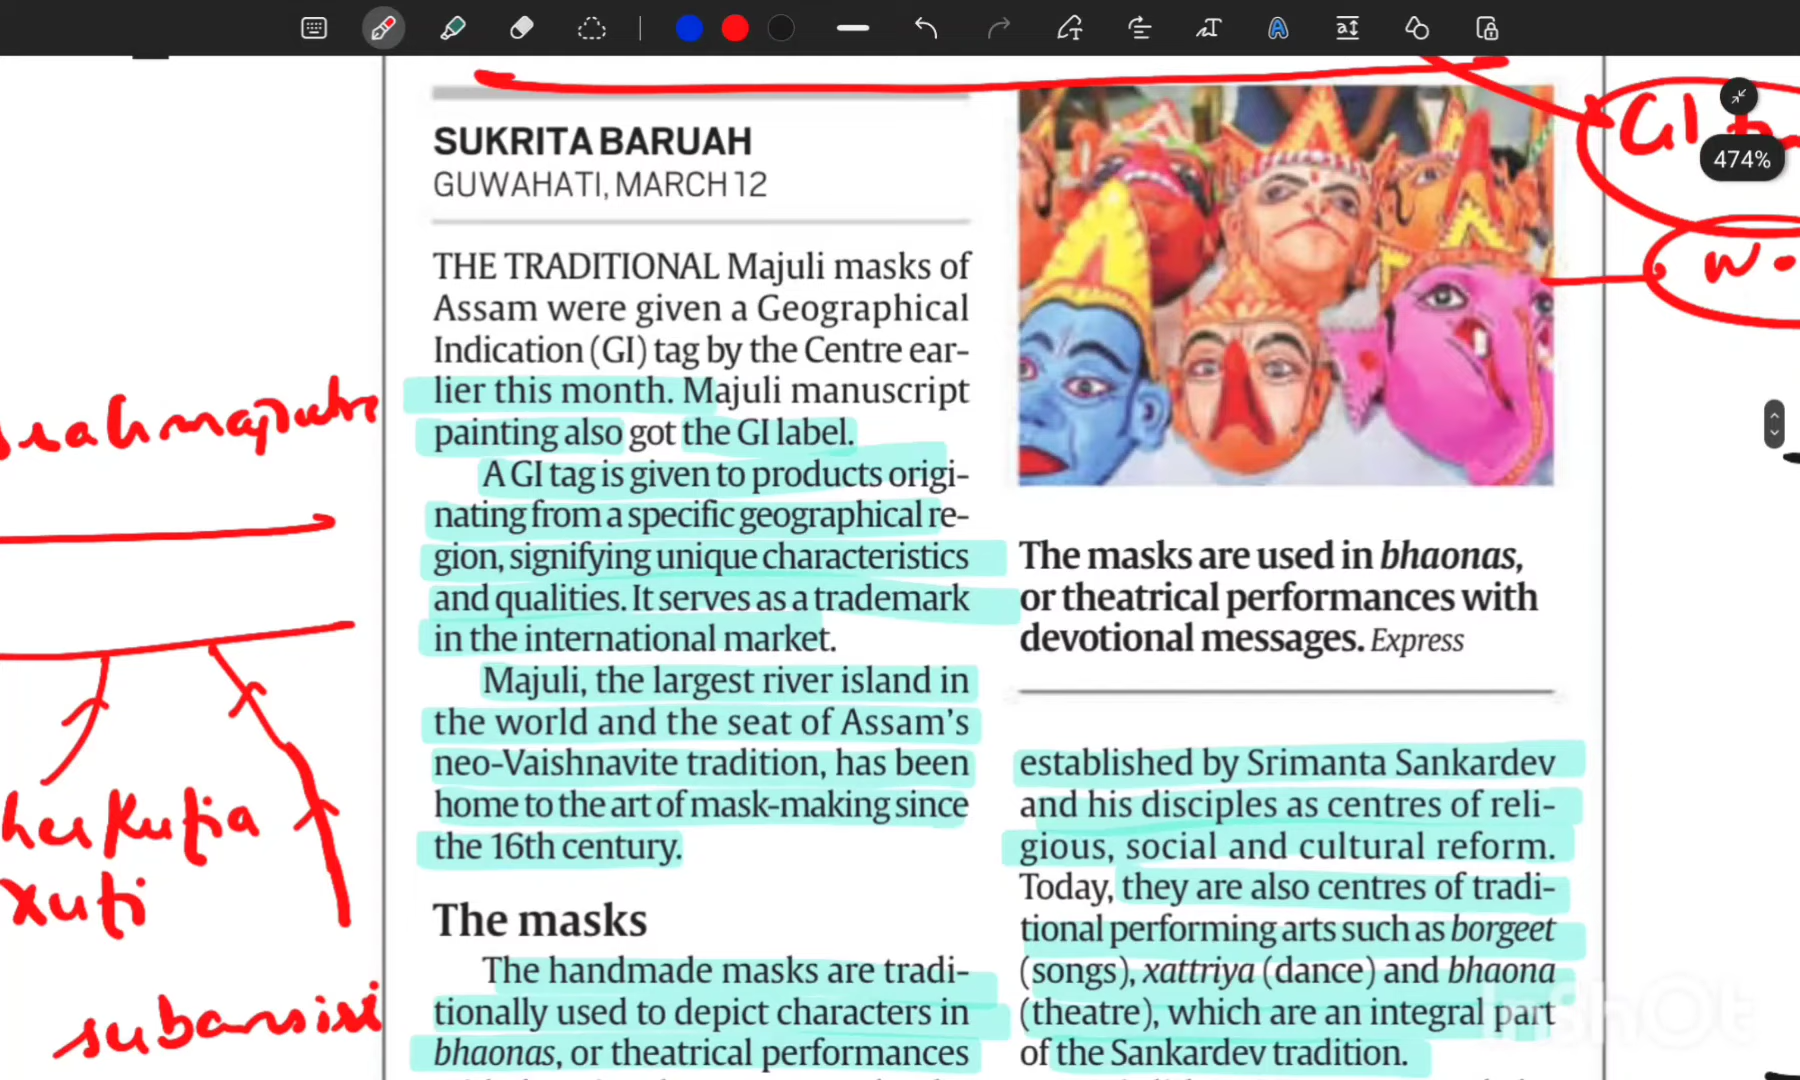 474%
SUKRITA BARUAH
GUWAHATI, MARCH 12
THE TRADITIONAL Majuli masks of
Assam were given a Geographical
Indication (GI) tag by the Centre ear-
lier this month. Majuli manuscript
painting also got the GI label.
A GI tag is given to products origi-
nating from a specific geographical re-
gion, signifying unique characteristics
and qualities. It serves as a trademark
in the international market.
Majuli, the largest river island in
the world and the seat of Assam's
neo-Vaishnavite tradition, has been
home to the art of mask-making since
the 16th century.
The masks
The handmade masks are tradi-
tionally used to depict characters in
bhaonas, or theatrical performances
The masks are used in bhaonas,
or theatrical performances with
devotional messages. Express
established by Srimanta Sankardev
and his disciples as centres of reli-
gious, social and cultural reform.
Today, they are also centres of tradi-
tional performing arts such as borgeet
(songs), xattriya (dance) and bhaona
(theatre), which are an integral part
of the Sankardev tradition.
GI
W
xuti
subansiri
InShOt